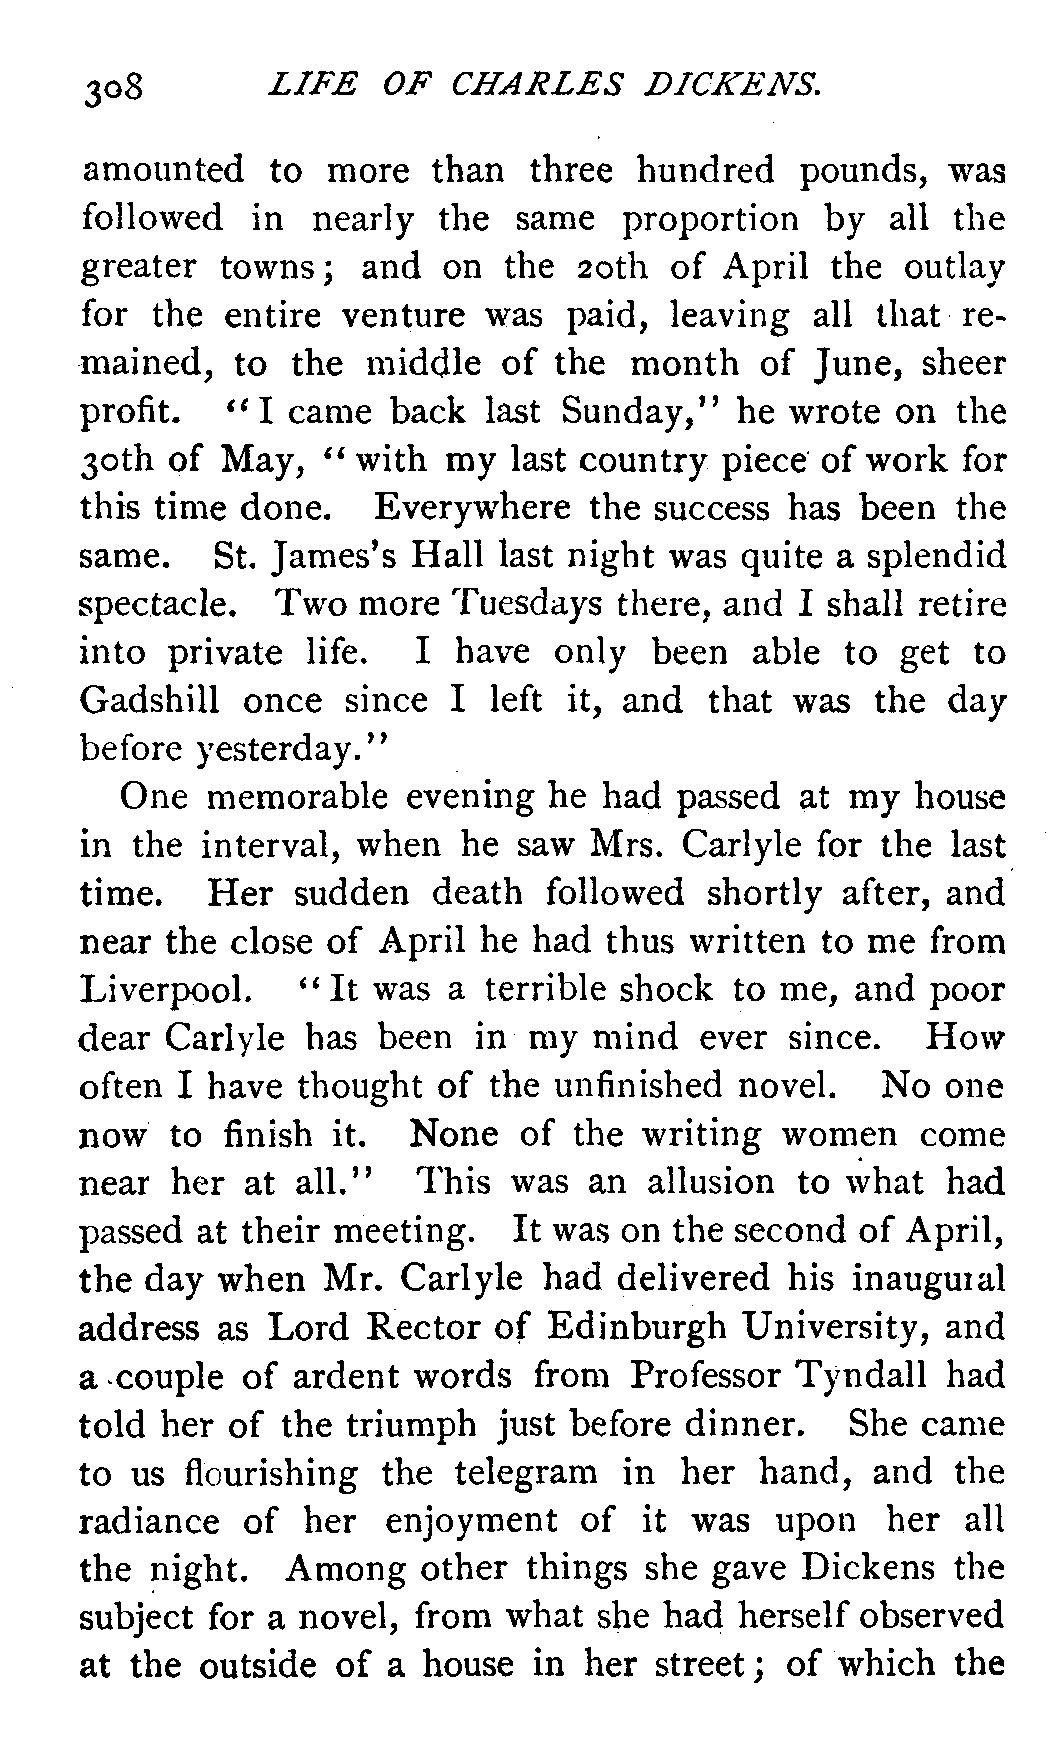 308 LIFE OF CHARLES DICKENS.
amounted to more than three hundred pounds, was
followed in nearly the same proportion by all the
greater towns; and on the 20th of April the outlay
for the entire venture was paid, leaving all that re-
mained, to the middle of the month of June, sheer
profit. "I came back last Sunday," he wrote on the
30th of May, "with my last country piece of work for
this time done. Everywhere the success has been the
same. St. James's Hall last night was quite a splendid
spectacle. Two more Tuesdays there, and I shall retire
into private life. I have only been able to get to
Gadshill once since I left it, and that was the day
before yesterday."
One memorable evening he had passed at my house
in the interval, when he saw Mrs. Carlyle for the last
time. Her sudden death followed shortly after, and
near the close of April he had thus written to me from
Liverpool. "It was a terrible shock to me, and poor
dear Carlyle has been in my mind ever since. How
often I have thought of the unfinished novel. No one
now to finish it. None of the writing women come
near her at all." This was an allusion to what had
passed at their meeting. It was on the second of April,
the day when Mr. Carlyle had delivered his inaugural
address as Lord Rector of Edinburgh University, and
a couple of ardent words from Professor Tyndall had
told her of the triumph just before dinner. She came
to us flourishing the telegram in her hand, and the
radiance of her enjoyment of it was upon her all
the night. Among other things she gave Dickens the
subject for a novel, from what she had herself observed
at the outside of a house in her street; of which the